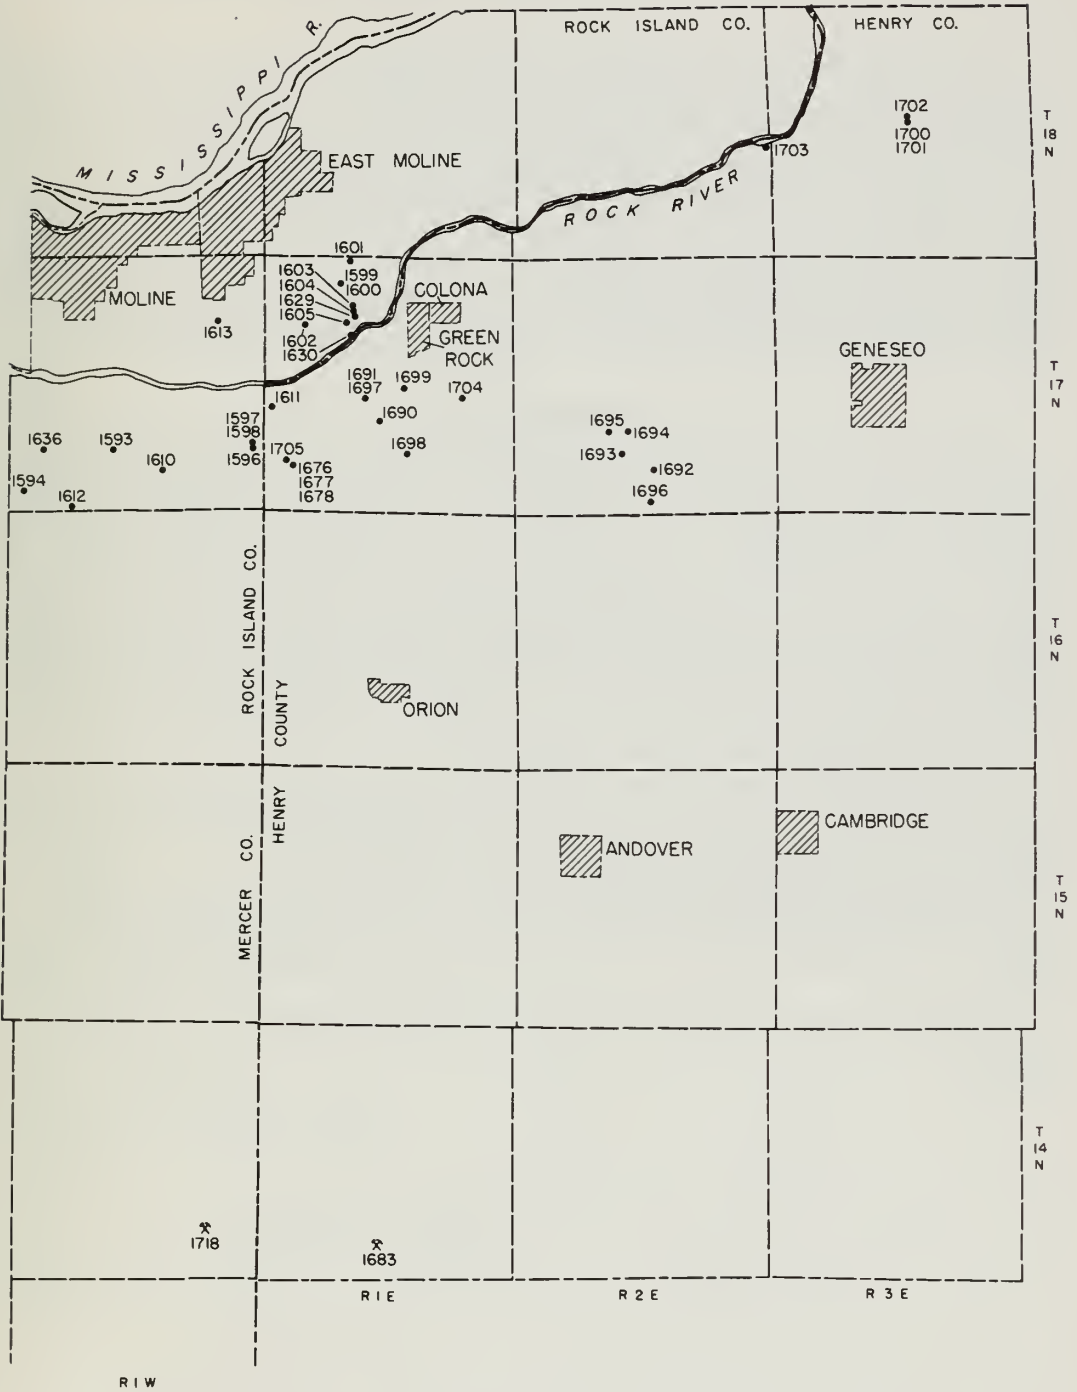 ROCK ISLAND CO.
HENRY CO.
MISSISSIPPI R.
1702
1700
1701
T
18
N
1703
EAST MOLINE
ROCK RIVER
1601
1603
1599
1604
1600
1629
1605
COLONA
MOLINE
1613
1602
1630
GREEN
ROCK
GENESEO
1691
1697
1699
1704
T
17
N
1611
1597
1598
1596
1690
1695
1694
1636
1593
1698
1693
1610
1705
1676
1677
1678
1692
1594
1612
1696
ROCK ISLAND CO.
T
16
N
HENRY COUNTY
ORION
MERCER CO.
ANDOVER
CAMBRIDGE
T
15
N
T
14
N
1718
1683
R 1 E
R 2 E
R 3 E
R 1 W